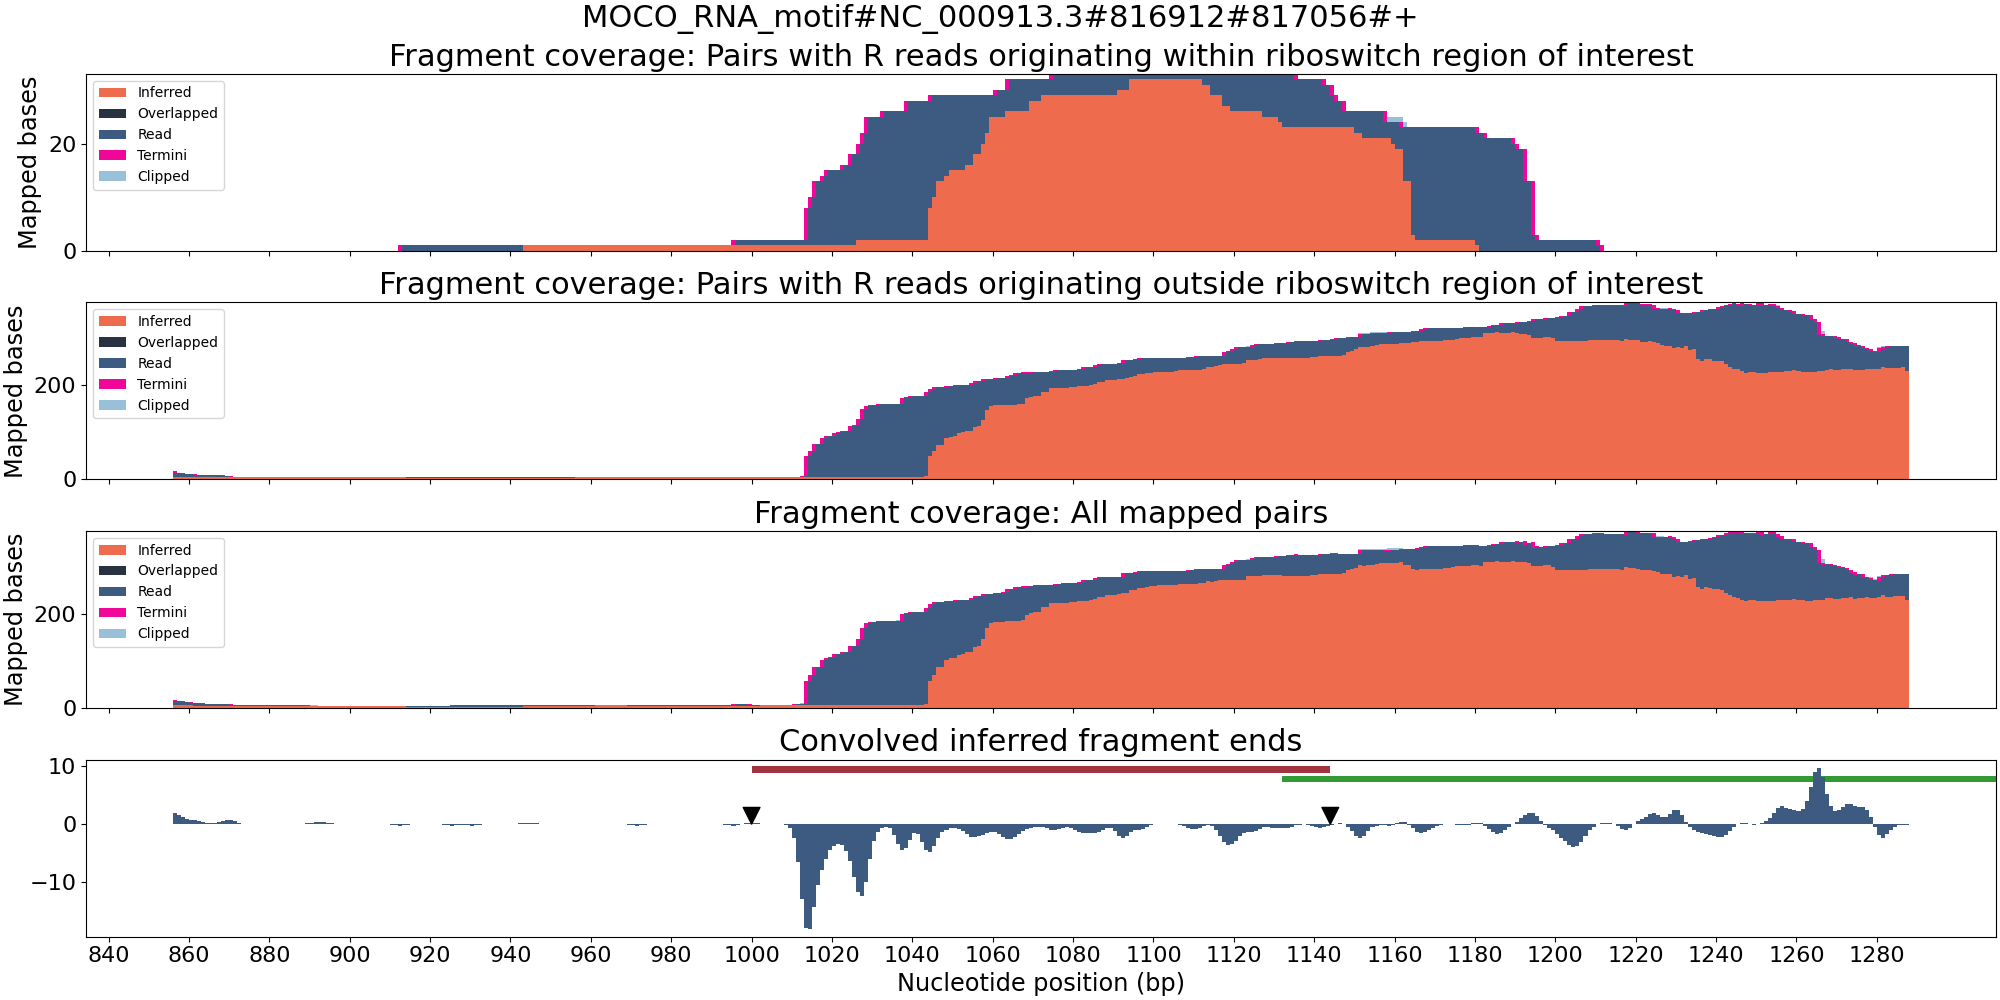 MOCO_RNA_motif#NC_000913.3#816912#817056#+
Fragment coverage: Pairs with R reads originating within riboswitch region of interest
Mapped bases
20
0
Inferred
Overlapped
Read
Termini
Clipped
Fragment coverage: Pairs with R reads originating outside riboswitch region of interest
Mapped bases
200
0
Inferred
Overlapped
Read
Termini
Clipped
Fragment coverage: All mapped pairs
Mapped bases
200
0
Inferred
Overlapped
Read
Termini
Clipped
Convolved inferred fragment ends
10
0
−10
840 860 880 900 920 940 960 980 1000 1020 1040 1060 1080 1100 1120 1140 1160 1180 1200 1220 1240 1260 1280
Nucleotide position (bp)